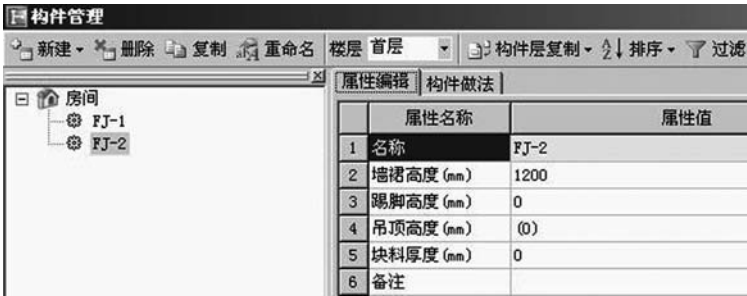 构件管理
新建 删除 复制 重命名 楼层 首层 构件层复制 排序 过滤
属性编辑 构件做法
房间
FJ-1
FJ-2
属性名称 属性值
1 名称 FJ-2
2 墙裙高度(mm) 1200
3 踢脚高度(mm) 0
4 吊顶高度(mm) (0)
5 块料厚度(mm) 0
6 备注